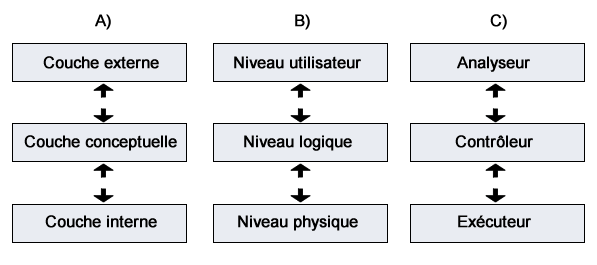 A) B) C)
Couche externe Niveau utilisateur Analyseur
Couche conceptuelle Niveau logique Contrôleur
Couche interne Niveau physique Exécuteur